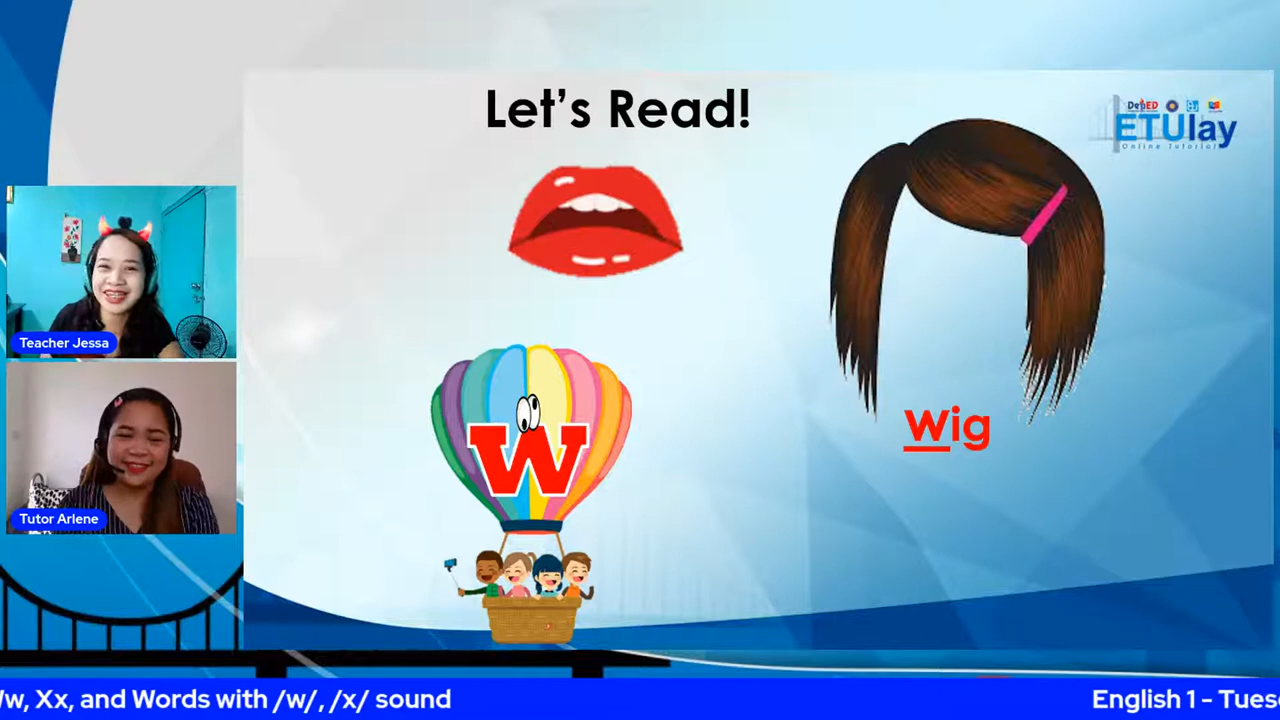 Let's Read!
DepED
ETUlay
Online Tutorial
Teacher Jessa
W
Wig
Tutor Arlene
Ww, Xx, and Words with /w/, /x/ sound
English 1 - Tues